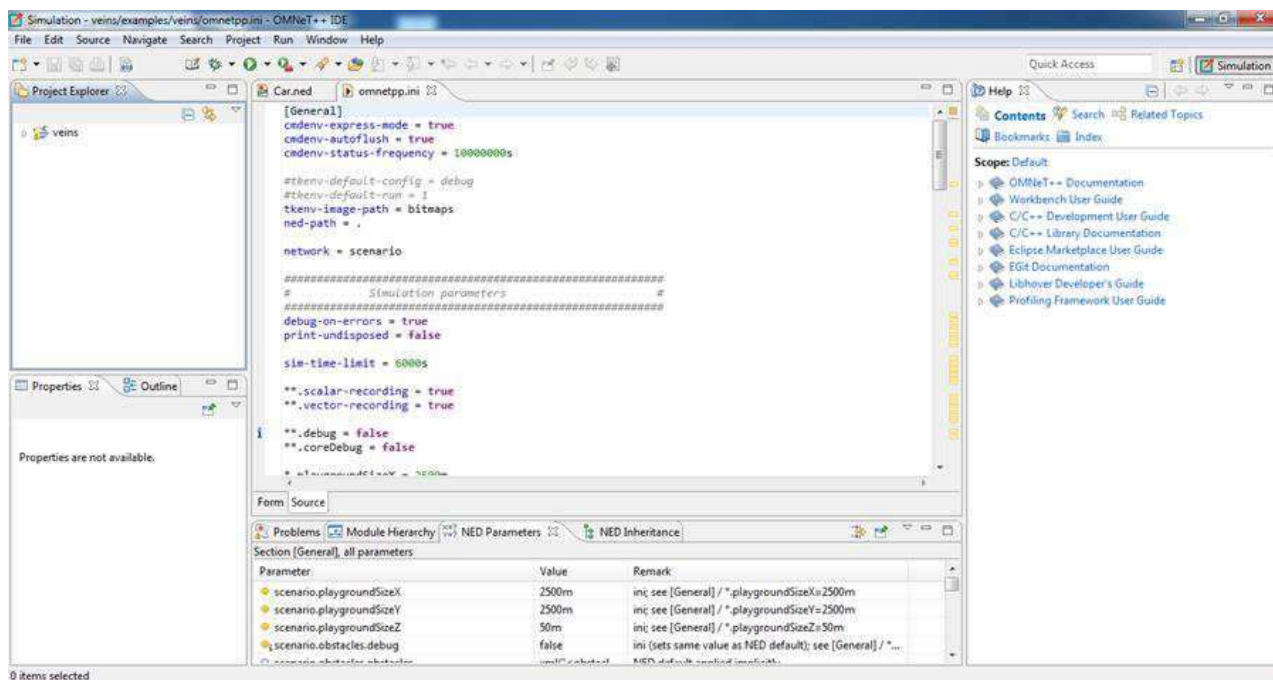 Simulation - veins/examples/veins/omnetpp.ini - OMNeT++ IDE
File Edit Source Navigate Search Project Run Window Help
Quick Access
Simulation
Project Explorer
veins
Properties
Outline
Properties are not available.
Car.ned
omnetpp.ini
[General]
cmdenv-express-mode = true
cmdenv-autoflush = true
cmdenv-status-frequency = 10000000s
#tkenv-default-config = debug
#tkenv-default-run = 1
tkenv-image-path = bitmaps
ned-path = .
network = scenario
##########################################################
# Simulation parameters #
##########################################################
debug-on-errors = true
print-undisposed = false
sim-time-limit = 6000s
**.scalar-recording = true
**.vector-recording = true
i **.debug = false
**.coreDebug = false
*.playgroundSizeX = 2500m
Form Source
Problems Module Hierarchy NED Parameters NED Inheritance
Section [General], all parameters
Parameter Value Remark
scenario.playgroundSizeX 2500m ini; see [General] / *.playgroundSizeX=2500m
scenario.playgroundSizeY 2500m ini; see [General] / *.playgroundSizeY=2500m
scenario.playgroundSizeZ 50m ini; see [General] / *.playgroundSizeZ=50m
scenario.obstacles.debug false ini (sets same value as NED default); see [General] / *...
scenario.obstacles.obstacles NED default applied implicitly
Help
Contents Search Related Topics
Bookmarks Index
Scope: Default
OMNeT++ Documentation
Workbench User Guide
C/C++ Development User Guide
C/C++ Library Documentation
Eclipse Marketplace User Guide
EGit Documentation
Libhover Developer's Guide
Profiling Framework User Guide
0 items selected